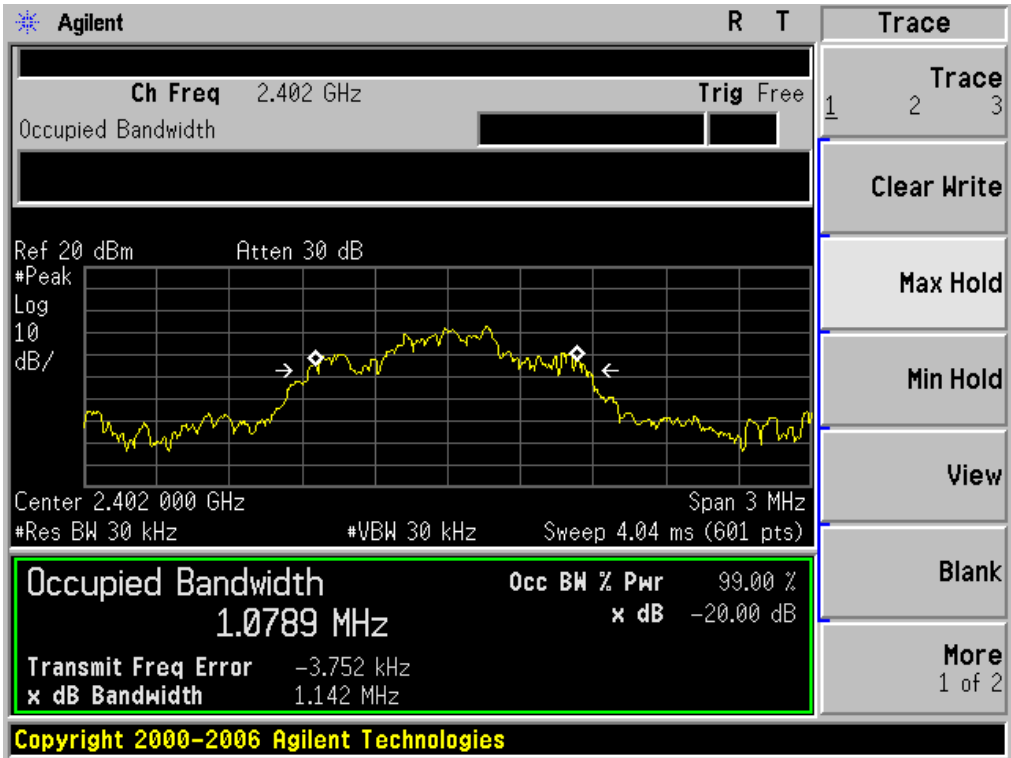 Agilent R T
Ch Freq 2.402 GHz Trig Free
Occupied Bandwidth
Ref 20 dBm Atten 30 dB
#Peak
Log
10
dB/
Center 2.402 000 GHz Span 3 MHz
#Res BW 30 kHz #VBW 30 kHz Sweep 4.04 ms (601 pts)
Occupied Bandwidth Occ BW % Pwr 99.00 %
1.0789 MHz x dB -20.00 dB
Transmit Freq Error -3.752 kHz
x dB Bandwidth 1.142 MHz
Copyright 2000-2006 Agilent Technologies
Trace
Trace
1 2 3
Clear Write
Max Hold
Min Hold
View
Blank
More
1 of 2